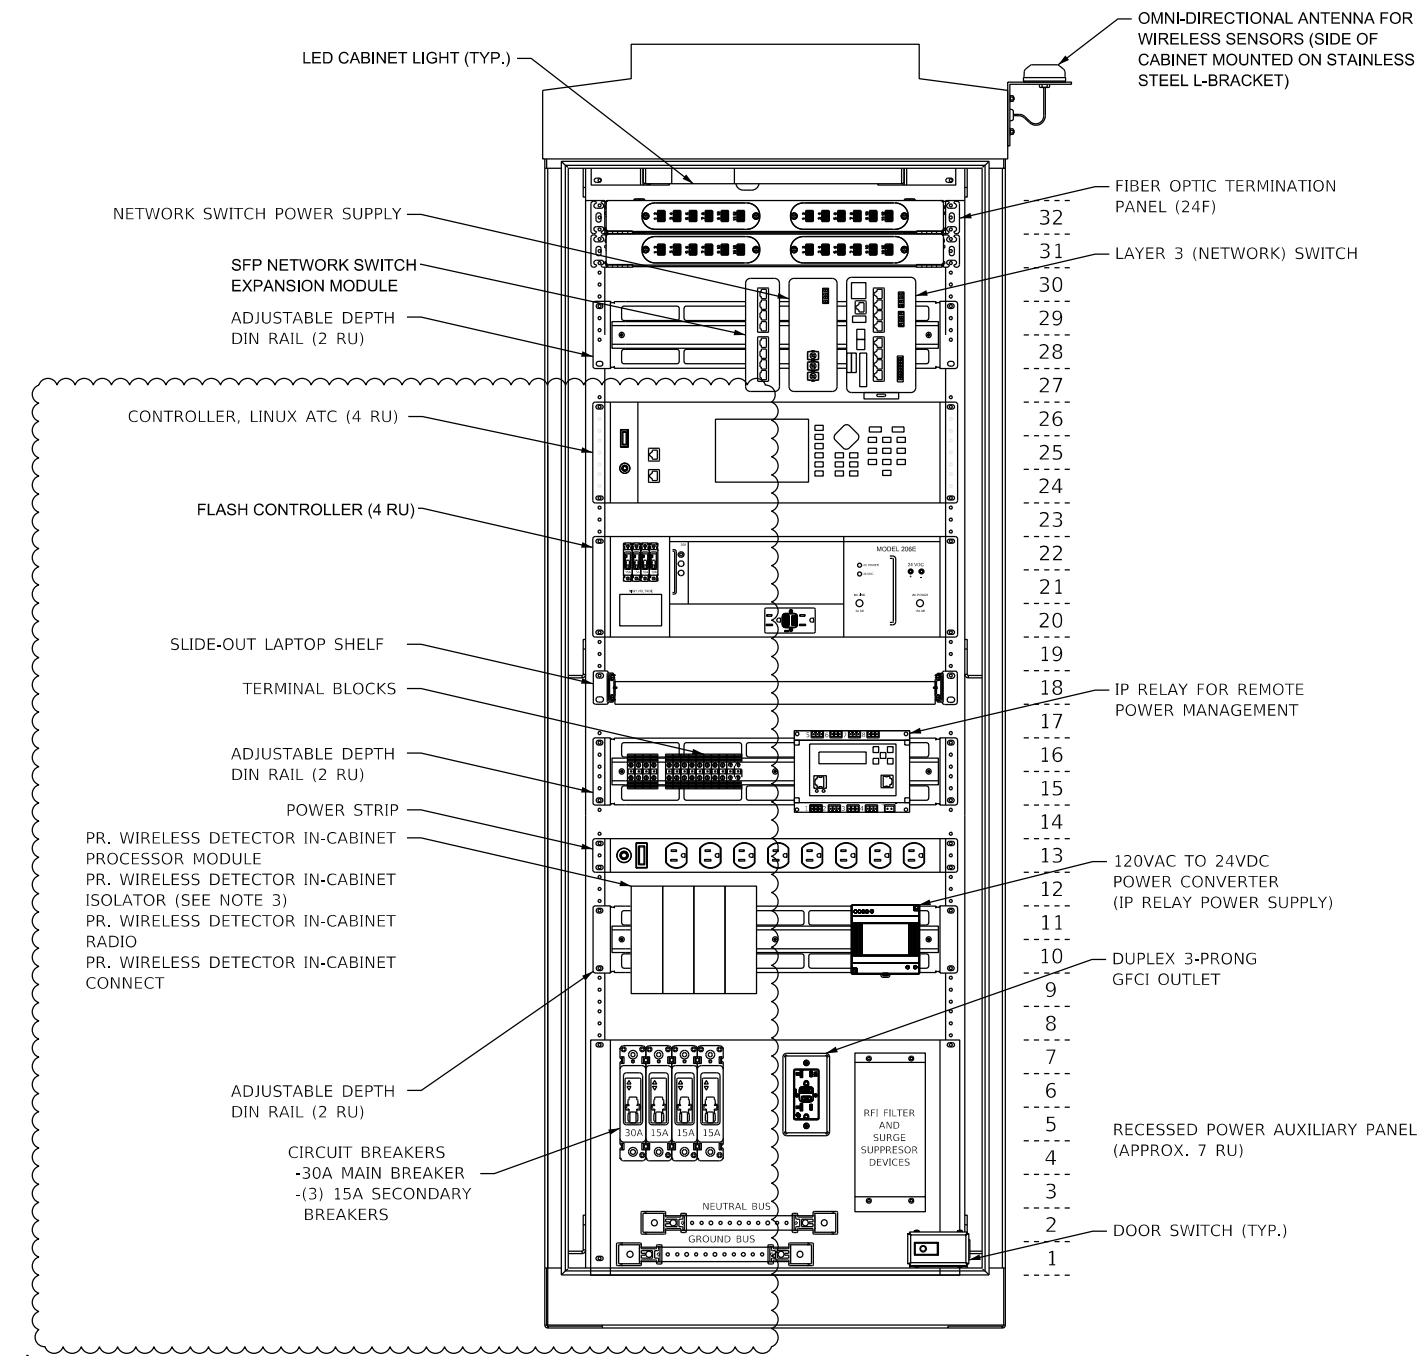 OMNI-DIRECTIONAL ANTENNA FOR
WIRELESS SENSORS (SIDE OF
CABINET MOUNTED ON STAINLESS
STEEL L-BRACKET)
LED CABINET LIGHT (TYP.)
NETWORK SWITCH POWER SUPPLY
SFP NETWORK SWITCH
EXPANSION MODULE
ADJUSTABLE DEPTH
DIN RAIL (2 RU)
CONTROLLER, LINUX ATC (4 RU)
FLASH CONTROLLER (4 RU)
SLIDE-OUT LAPTOP SHELF
TERMINAL BLOCKS
ADJUSTABLE DEPTH
DIN RAIL (2 RU)
POWER STRIP
PR. WIRELESS DETECTOR IN-CABINET
PROCESSOR MODULE
PR. WIRELESS DETECTOR IN-CABINET
ISOLATOR (SEE NOTE 3)
PR. WIRELESS DETECTOR IN-CABINET
RADIO
PR. WIRELESS DETECTOR IN-CABINET
CONNECT
ADJUSTABLE DEPTH
DIN RAIL (2 RU)
CIRCUIT BREAKERS
-30A MAIN BREAKER
-(3) 15A SECONDARY
BREAKERS
MODEL 206E
24 VDC
30A 15A 15A 15A
RFI FILTER
AND
SURGE
SUPPRESOR
DEVICES
NEUTRAL BUS
GROUND BUS
32
31
30
29
28
27
26
25
24
23
22
21
20
19
18
17
16
15
14
13
12
11
10
9
8
7
6
5
4
3
2
1
FIBER OPTIC TERMINATION
PANEL (24F)
LAYER 3 (NETWORK) SWITCH
IP RELAY FOR REMOTE
POWER MANAGEMENT
120VAC TO 24VDC
POWER CONVERTER
(IP RELAY POWER SUPPLY)
DUPLEX 3-PRONG
GFCI OUTLET
RECESSED POWER AUXILIARY PANEL
(APPROX. 7 RU)
DOOR SWITCH (TYP.)